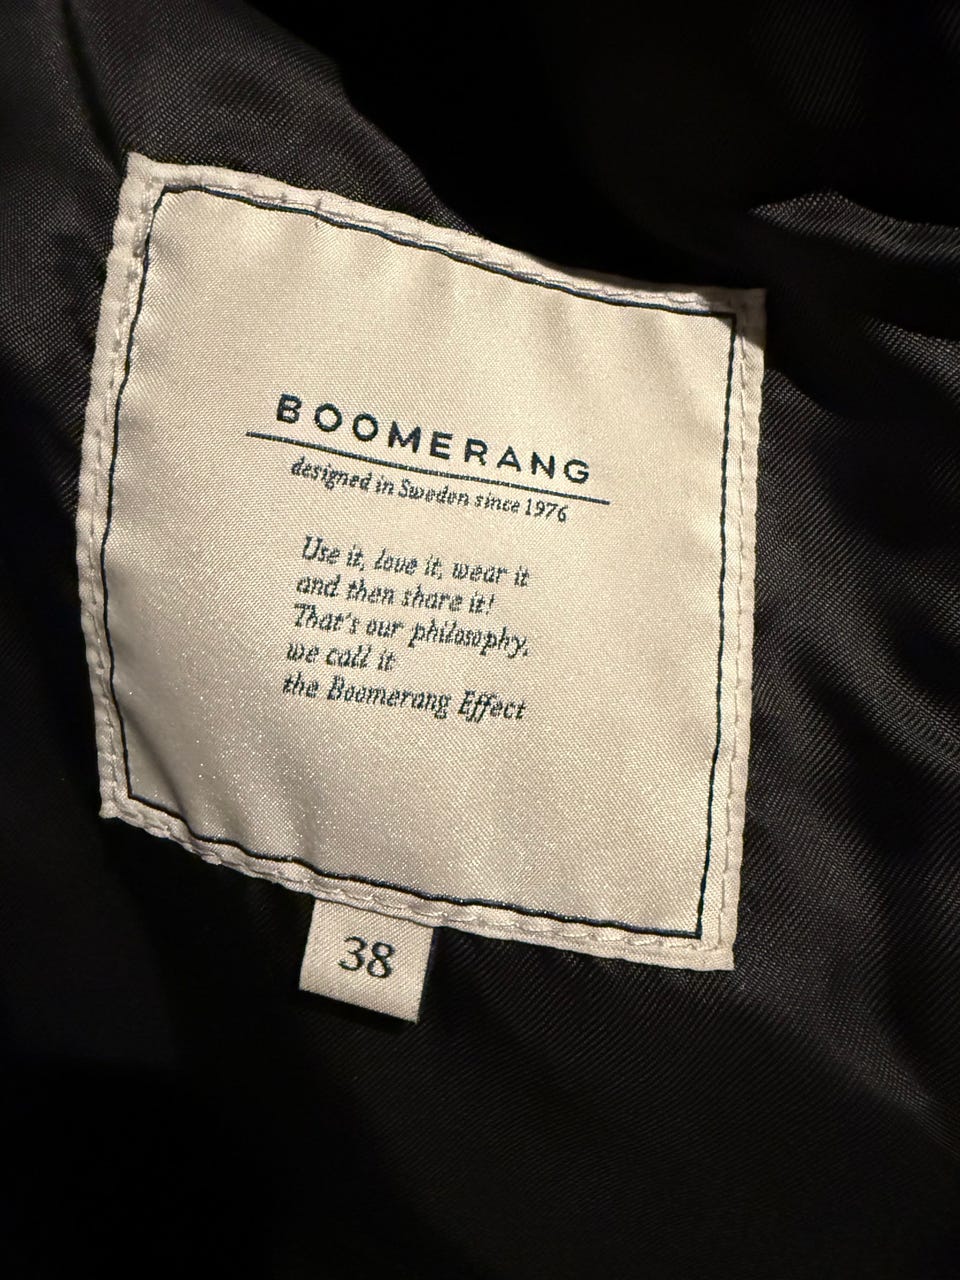 BOOMERANG
designed in Sweden since 1976
Use it, love it, wear it
and then share it!
That's our philosophy,
we call it
the Boomerang Effect
38